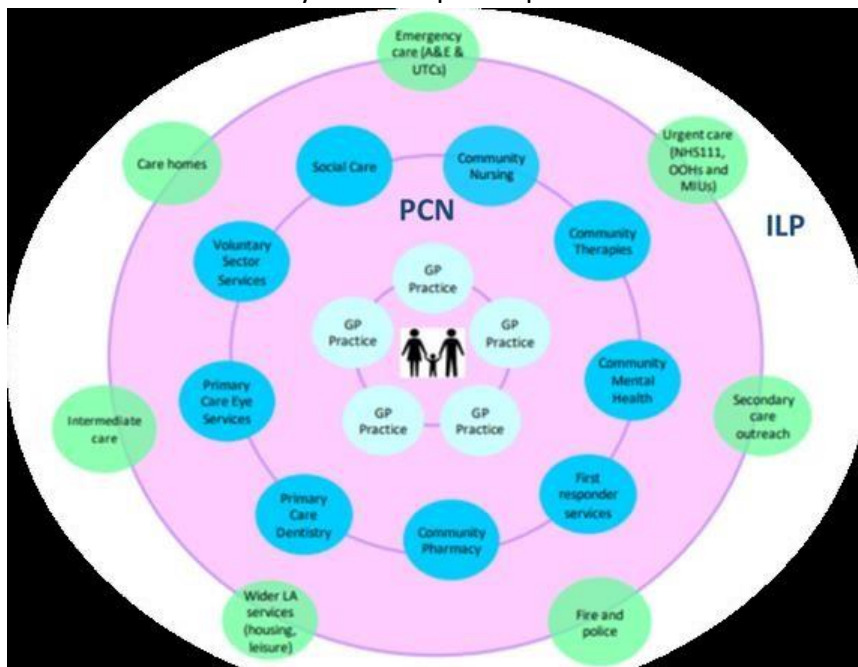 Emergency
care (A&E &
UTCs)
Care homes
Social Care
Community
Nursing
Urgent care
(NHS111,
OOHs and
MIUs)
PCN
ILP
Voluntary
Sector
Services
Community
Therapies
GP
Practice
GP
Practice
GP
Practice
Primary
Care Eye
Services
Community
Mental
Health
Intermediate
care
GP
Practice
GP
Practice
Secondary
care
outreach
Primary
Care
Dentistry
Community
Pharmacy
First
responder
services
Wider LA
services
(housing,
leisure)
Fire and
police